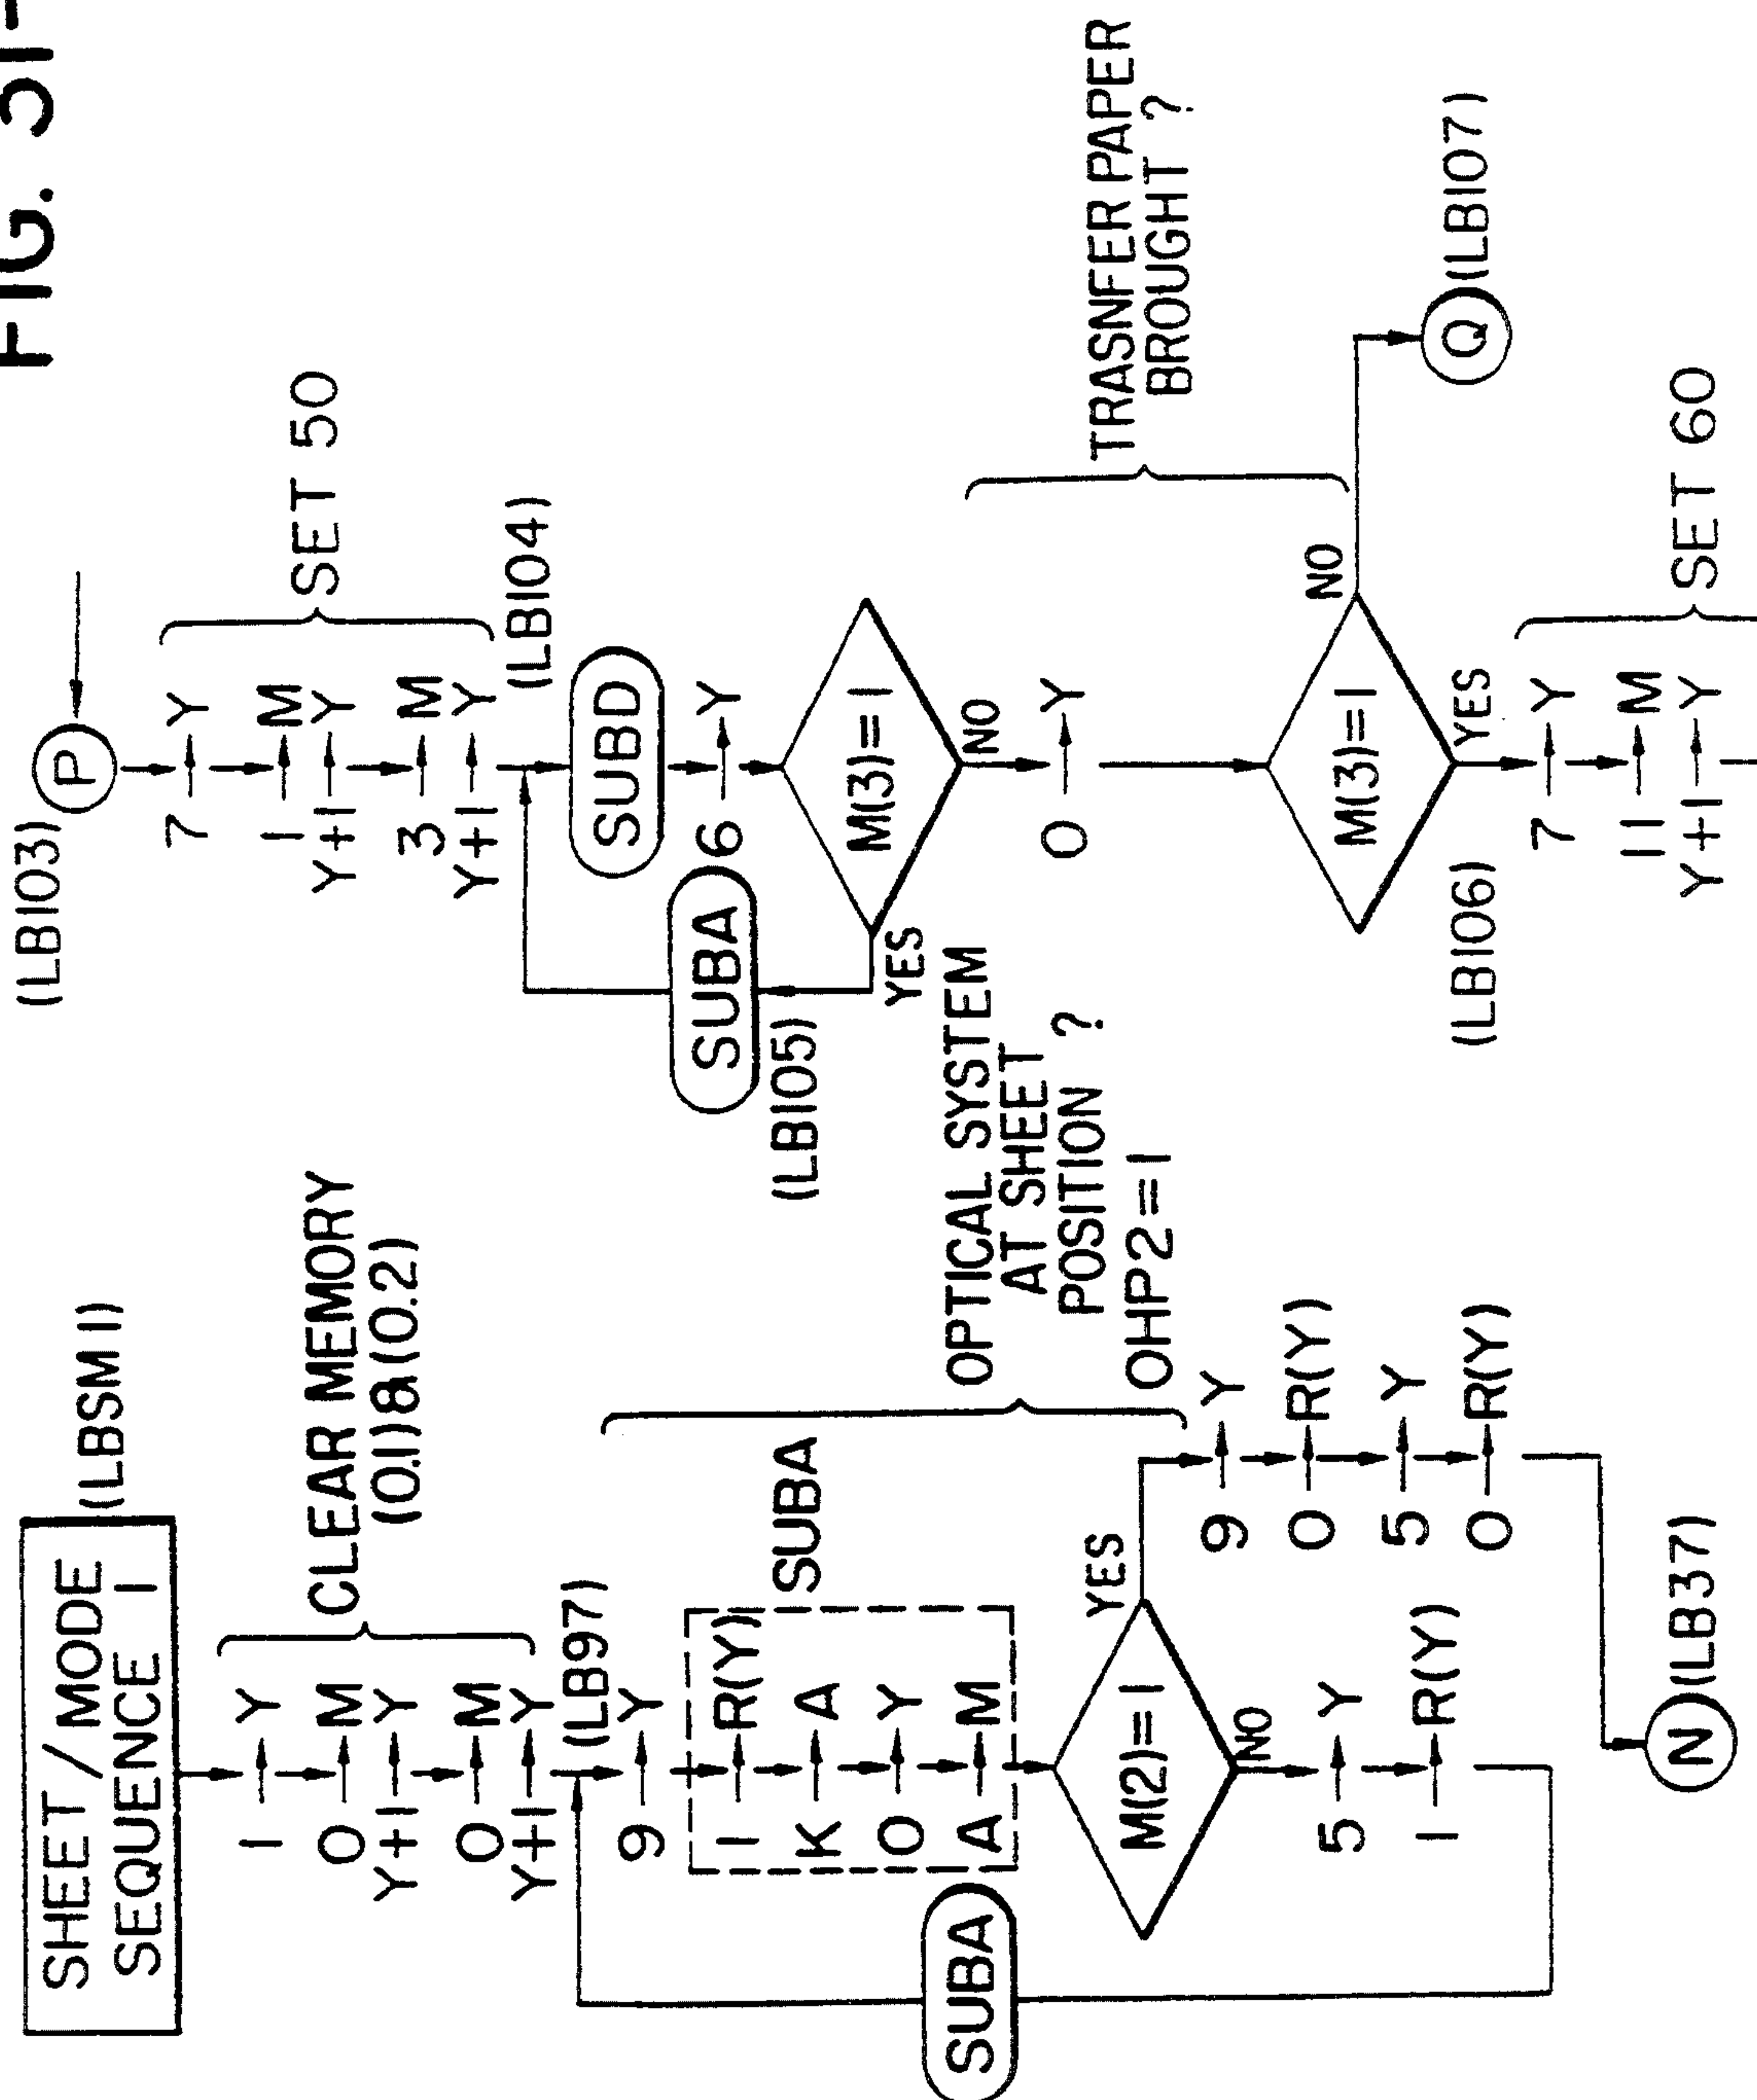 FIG. 51-
SHEET / MODE
SEQUENCE 1
(LBSM 1)
1 → Y
0 → M
Y+1 → Y
0 → M
Y+1 → Y
CLEAR MEMORY
(0.1)&(0.2)
(LB97)
9 → Y
1 → R(Y)
K → A
0 → Y
A → M
SUBA
SUBA
M(2)=1
YES
NO
5 → Y
1 → R(Y)
OPTICAL SYSTEM
AT SHEET
POSITION ?
OHP2=1
9 → Y
0 → R(Y)
5 → Y
0 → R(Y)
N (LB37)
(LB103)
P
7 → Y
1 → M
Y+1 → Y
3 → M
Y+1 → Y
SET 50
(LB104)
SUBD
SUBA
(LB105)
6 → Y
M(3)=1
YES
NO
0 → Y
M(3)=1
NO
YES
TRASNFER PAPER
BROUGHT ?
Q (LB107)
(LB106)
7 → Y
11 → M
Y+1 → Y
SET 60